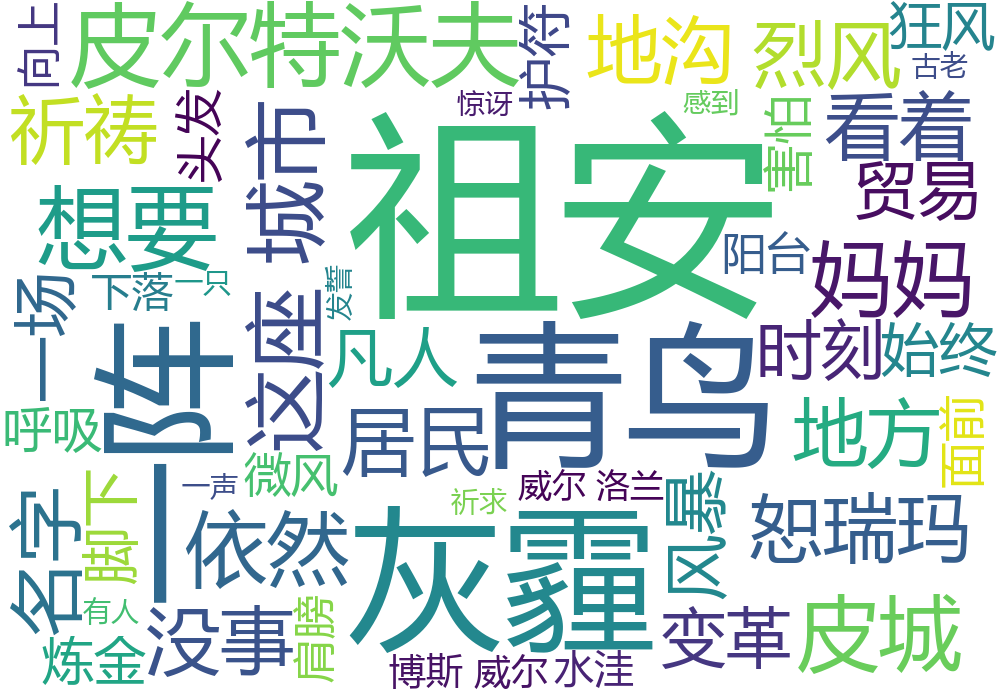 向上
皮尔特沃夫
护符
地沟
烈风
狂风
古老
祈祷
头发
城市
惊讶
祖安
感到
害怕
看着
贸易
想要
阳台
妈妈
下落
一只
发誓
一场
一阵
这座
凡人
青鸟
时刻
始终
呼吸
居民
地方
面前
微风
一声
祈求
威尔
洛兰
风暴
恕瑞玛
名字
脚下
依然
灰霾
有人
没事
肩膀
变革
皮城
炼金
博斯
威尔
水洼